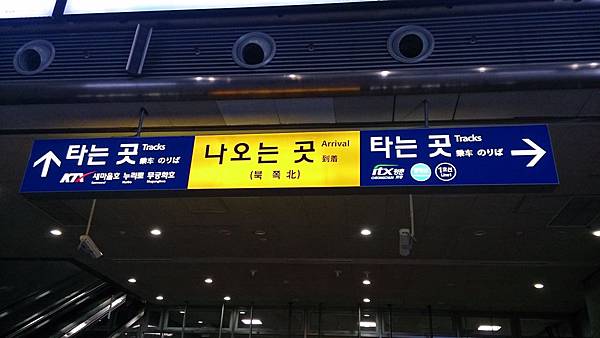 타는 곳 Tracks
乘车 のりば
KTX 새마을호 누리로 무궁화호
나오는 곳 Arrival
到着
(북 쪽 北)
타는 곳 Tracks
乘车 のりば
itx 청춘 1호선
CHEONGCHUN Line1